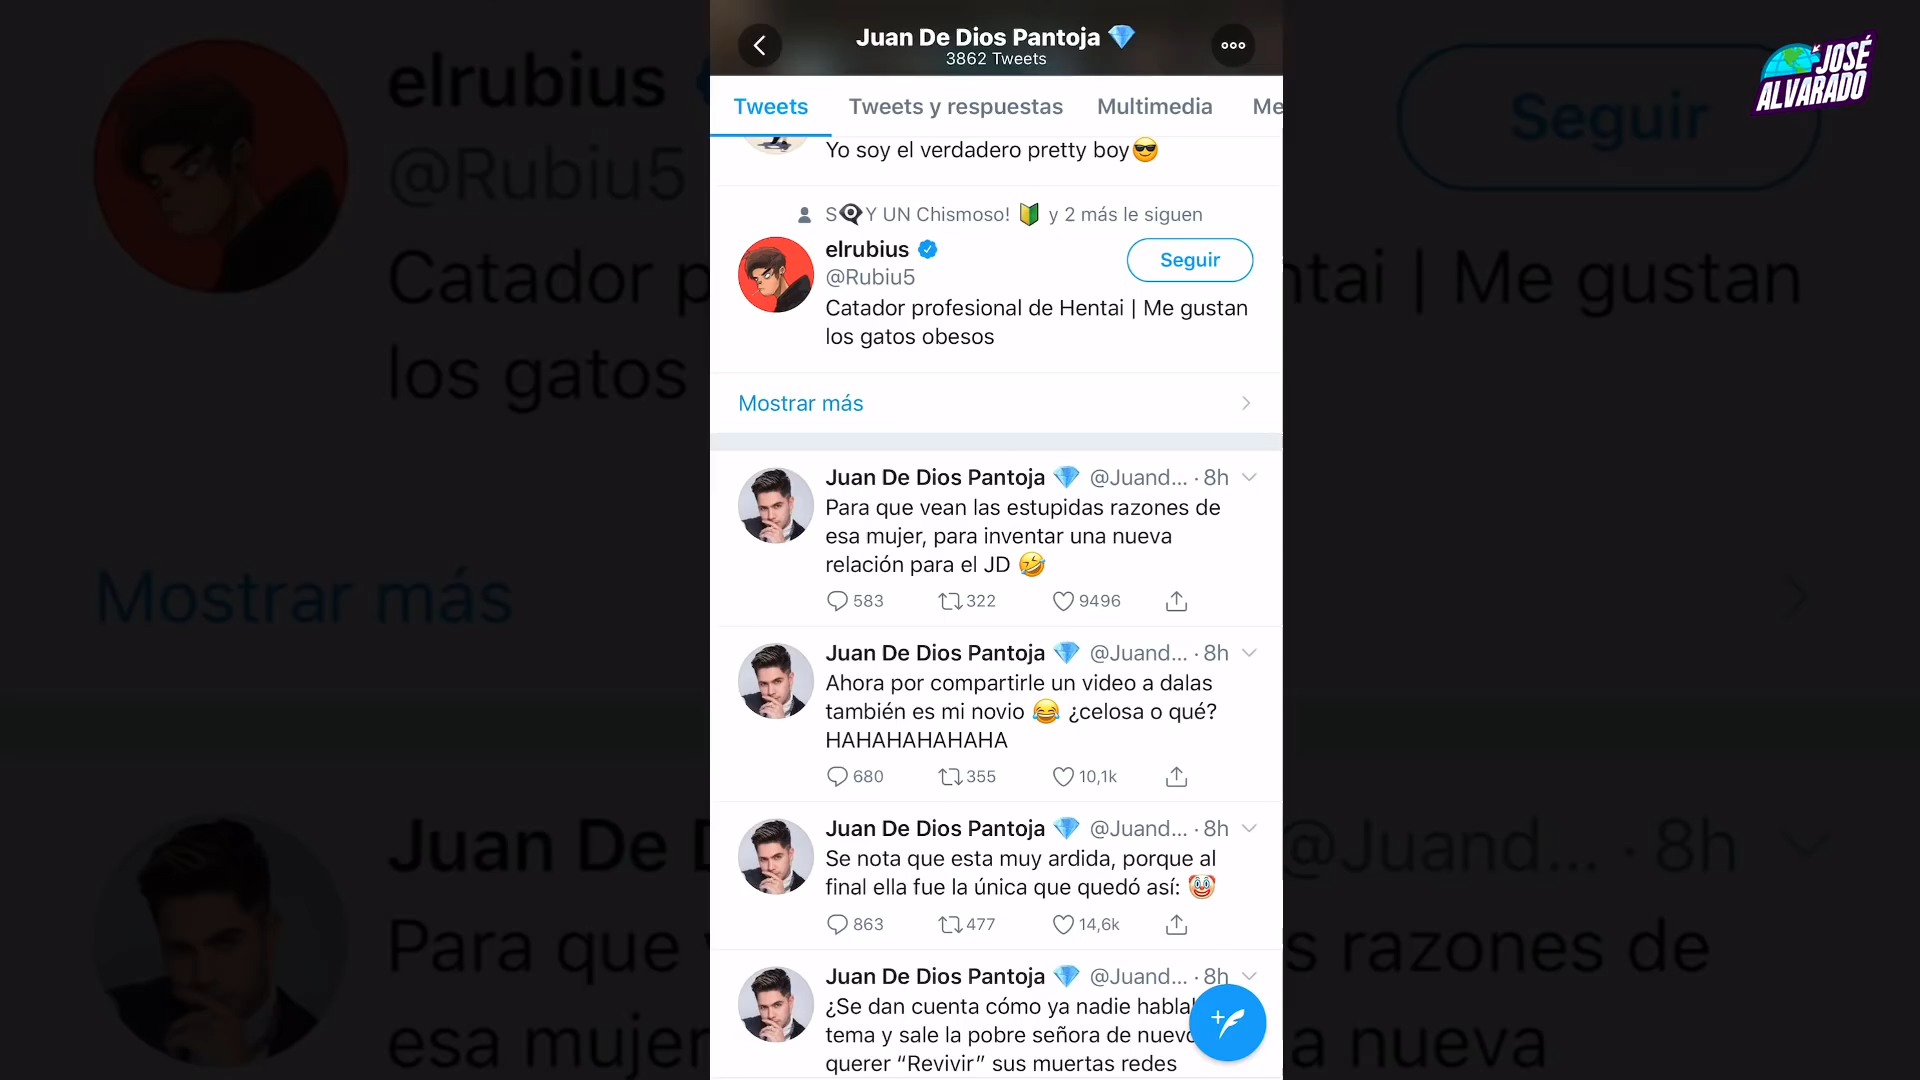 Juan De Dios Pantoja 💎
3862 Tweets
JOSÉ
ALVARADO
Tweets Tweets y respuestas Multimedia Me
Yo soy el verdadero pretty boy😎
S👁Y UN Chismoso! 🔰 y 2 más le siguen
elrubius
@Rubiu5
Seguir
Catador profesional de Hentai | Me gustan
los gatos obesos
Mostrar más
Juan De Dios Pantoja 💎 @Juand... · 8h
Para que vean las estupidas razones de
esa mujer, para inventar una nueva
relación para el JD 🤣
583 322 9496
Juan De Dios Pantoja 💎 @Juand... · 8h
Ahora por compartirle un video a dalas
también es mi novio 😂 ¿celosa o qué?
HAHAHAHAHAHA
680 355 10,1k
Juan De Dios Pantoja 💎 @Juand... · 8h
Se nota que esta muy ardida, porque al
final ella fue la única que quedó así: 🤡
863 477 14,6k
Juan De Dios Pantoja 💎 @Juand... · 8h
¿Se dan cuenta cómo ya nadie habla
tema y sale la pobre señora de nuevo
querer “Revivir” sus muertas redes
elrubius
@Rubiu5
Seguir
Catador p
ntai | Me gustan
los gatos
Mostrar más
Juan De D
@Juand... · 8h
Para que v
s razones de
esa mujer
a nueva